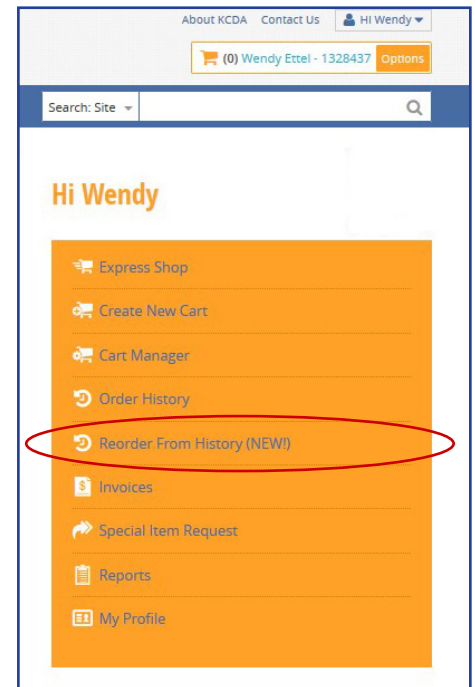 About KCDA Contact Us HI Wendy
(0) Wendy Ettel - 1328437 Options
Search: Site
Hi Wendy
Express Shop
Create New Cart
Cart Manager
Order History
Reorder From History (NEW!)
$ Invoices
Special Item Request
Reports
My Profile